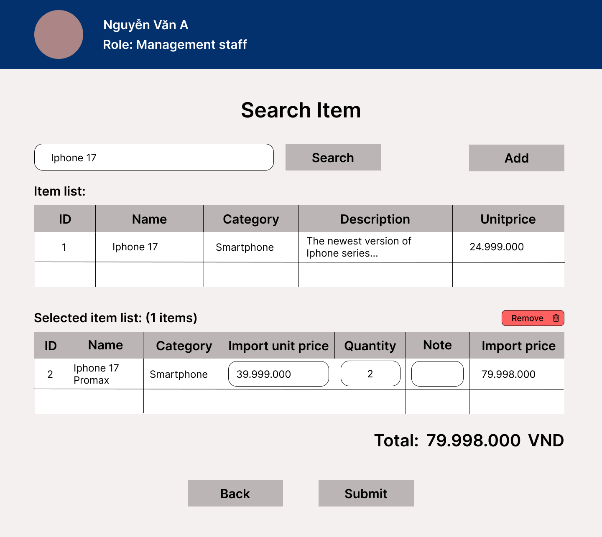 Nguyễn Văn A
Role: Management staff
Search Item
Iphone 17 Search Add
Item list:
ID Name Category Description Unitprice
1 Iphone 17 Smartphone The newest version of
Iphone series... 24.999.000
Selected item list: (1 items) Remove
ID Name Category Import unit price Quantity Note Import price
2 Iphone 17
Promax Smartphone 39.999.000 2 79.998.000
Total: 79.998.000 VND
Back Submit